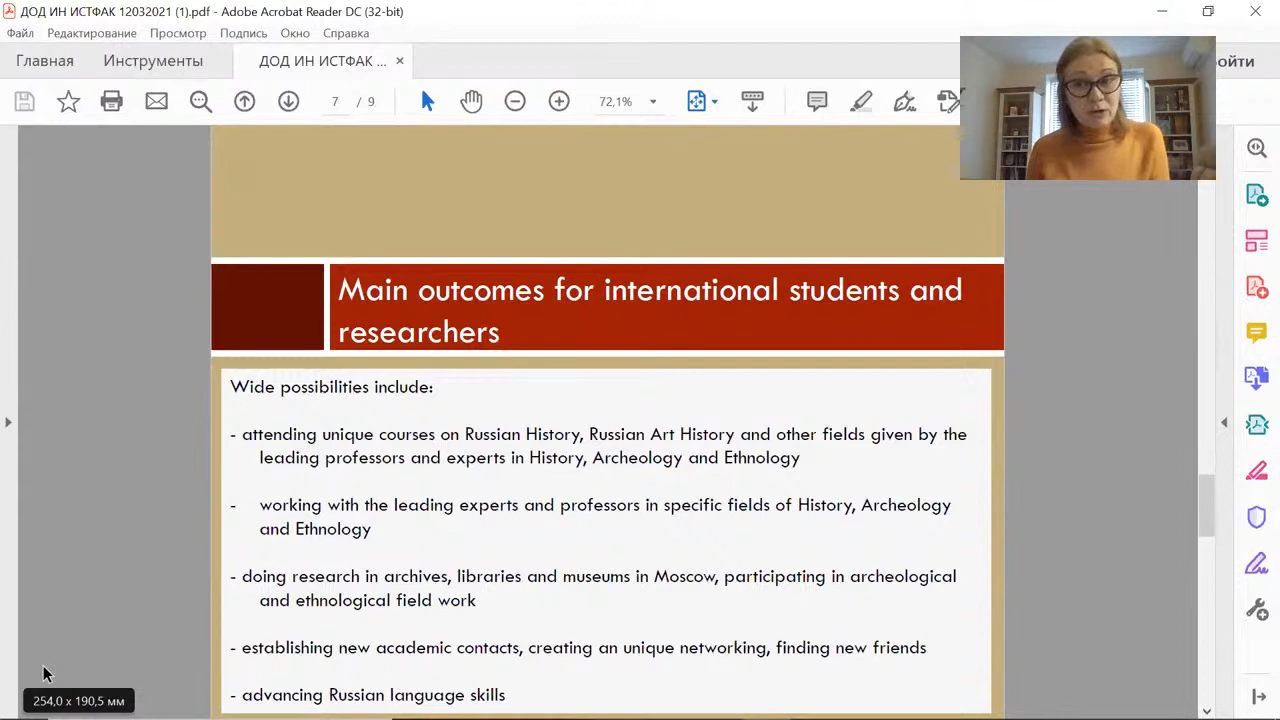 ДОД ИН ИСТФАК 12032021 (1).pdf - Adobe Acrobat Reader DC (32-bit)
Файл Редактирование Просмотр Подпись Окно Справка
Главная Инструменты ДОД ИН ИСТФАК ... ×
7 / 9 72,1%
Main outcomes for international students and
researchers
Wide possibilities include:
- attending unique courses on Russian History, Russian Art History and other fields given by the
leading professors and experts in History, Archeology and Ethnology
- working with the leading experts and professors in specific fields of History, Archeology
and Ethnology
- doing research in archives, libraries and museums in Moscow, participating in archeological
and ethnological field work
- establishing new academic contacts, creating an unique networking, finding new friends
- advancing Russian language skills
254,0 x 190,5 мм